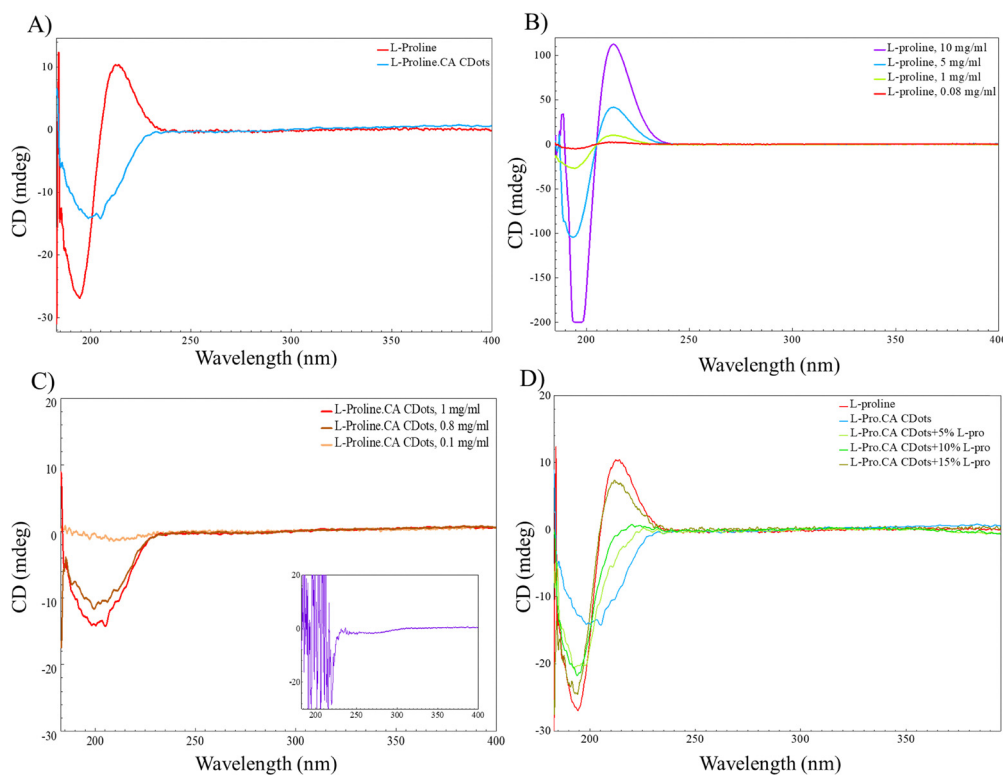 A)
L-Proline
L-Proline.CA CDots
10
0
-10
-20
-30
CD (mdeg)
200
250
300
350
400
Wavelength (nm)
B)
L-proline, 10 mg/ml
L-proline, 5 mg/ml
L-proline, 1 mg/ml
L-proline, 0.08 mg/ml
100
50
0
-50
-100
-150
-200
CD (mdeg)
200
250
300
350
400
Wavelength (nm)
C)
L-Proline.CA CDots, 1 mg/ml
L-Proline.CA CDots, 0.8 mg/ml
L-Proline.CA CDots, 0.1 mg/ml
20
10
0
-10
-20
-30
CD (mdeg)
20
0
-20
200
250
300
350
400
200
250
300
350
400
Wavelength (nm)
D)
L-proline
L-Pro.CA CDots
L-Pro.CA CDots+5% L-pro
L-Pro.CA CDots+10% L-pro
L-Pro.CA CDots+15% L-pro
20
10
0
-10
-20
-30
CD (mdeg)
200
250
300
350
Wavelength (nm)